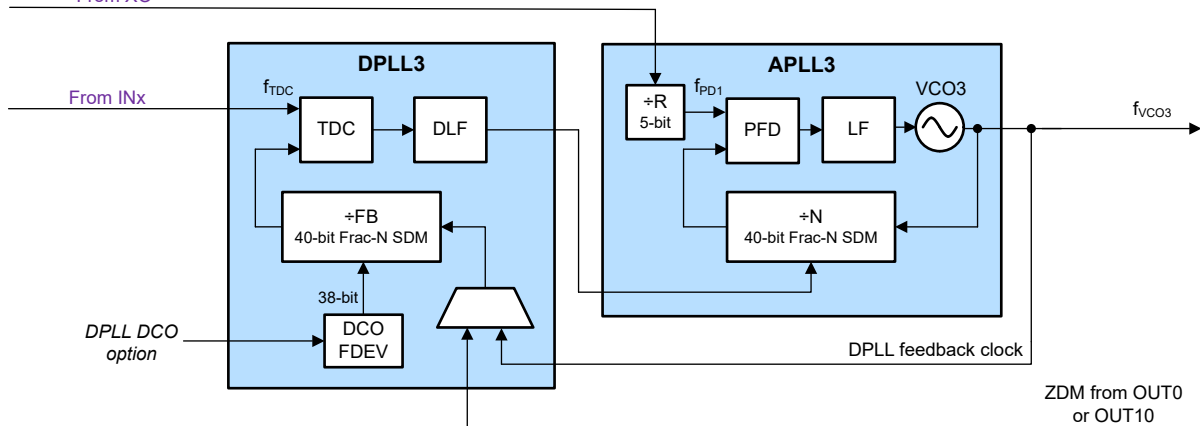 DPLL3
APLL3
From INx
fTDC
TDC
DLF
÷FB
40-bit Frac-N SDM
38-bit
DCO
FDEV
DPLL DCO
option
÷R
5-bit
fPD1
PFD
LF
VCO3
fVCO3
÷N
40-bit Frac-N SDM
DPLL feedback clock
ZDM from OUT0
or OUT10